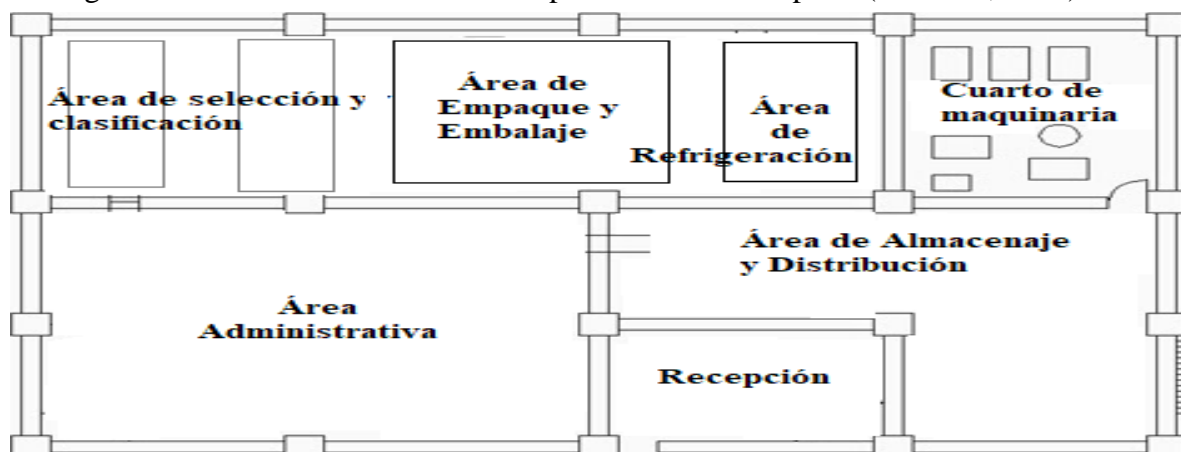 Área de selección y
clasificación
Área de
Empaque y
Embalaje
Área
de
Refrigeración
Cuarto de
maquinaria
Área de Almacenaje
y Distribución
Área
Administrativa
Recepción